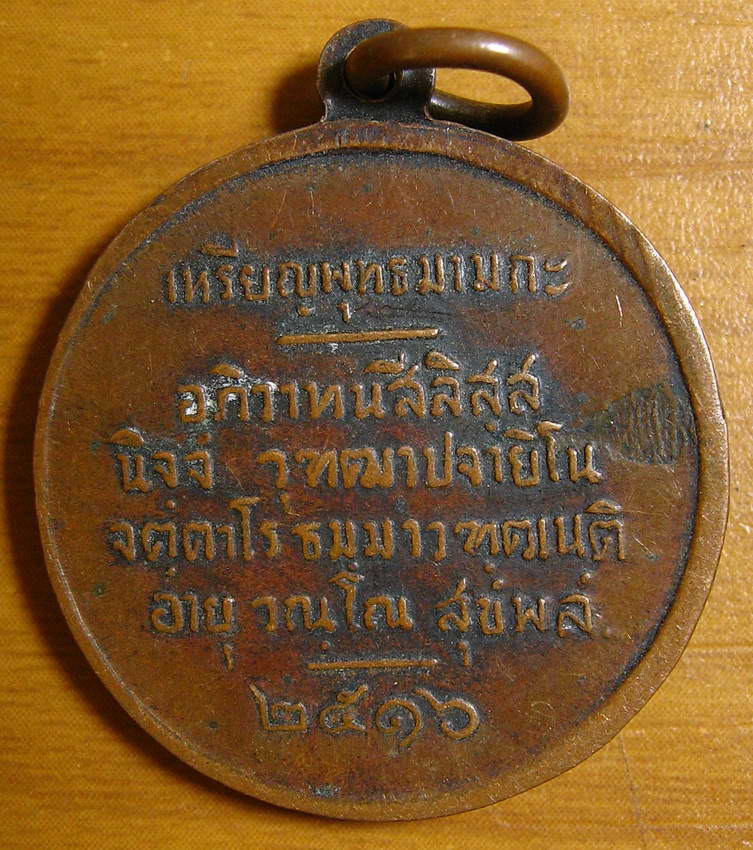 เหรียญพุทธมามกะ
อภิวาทนสีลิสฺส
นิจจํ วุฑฒาปจายิโน
จตฺตาโร ธมฺมา วฑฺฒนติ
อายุ วณฺโณ สุขํ พลํ
๒๕๑๖